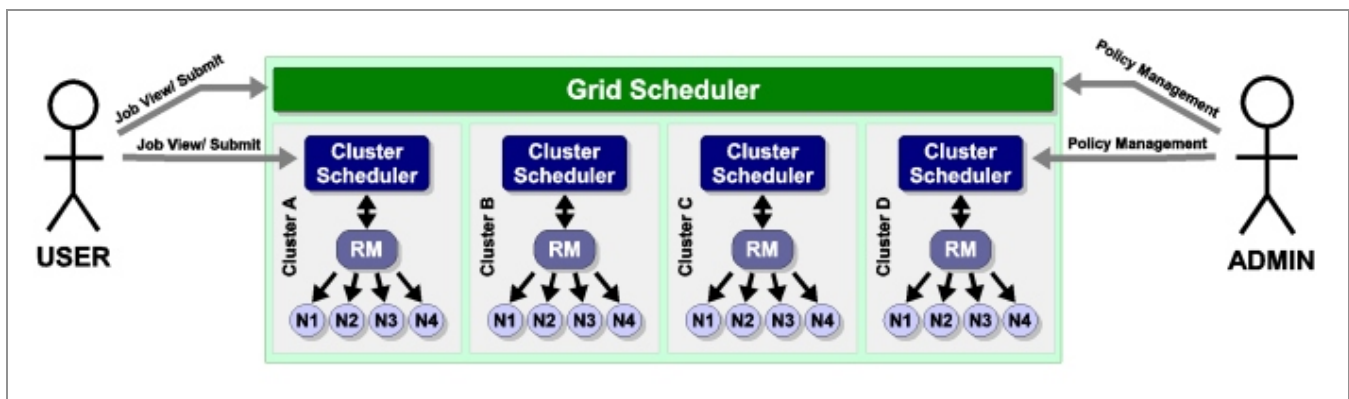 Job View/ Submit
Policy Management
Grid Scheduler
Job View/ Submit
Policy Management
USER
ADMIN
Cluster A
Cluster
Scheduler
RM
N1 N2 N3 N4
Cluster B
Cluster
Scheduler
RM
N1 N2 N3 N4
Cluster C
Cluster
Scheduler
RM
N1 N2 N3 N4
Cluster D
Cluster
Scheduler
RM
N1 N2 N3 N4